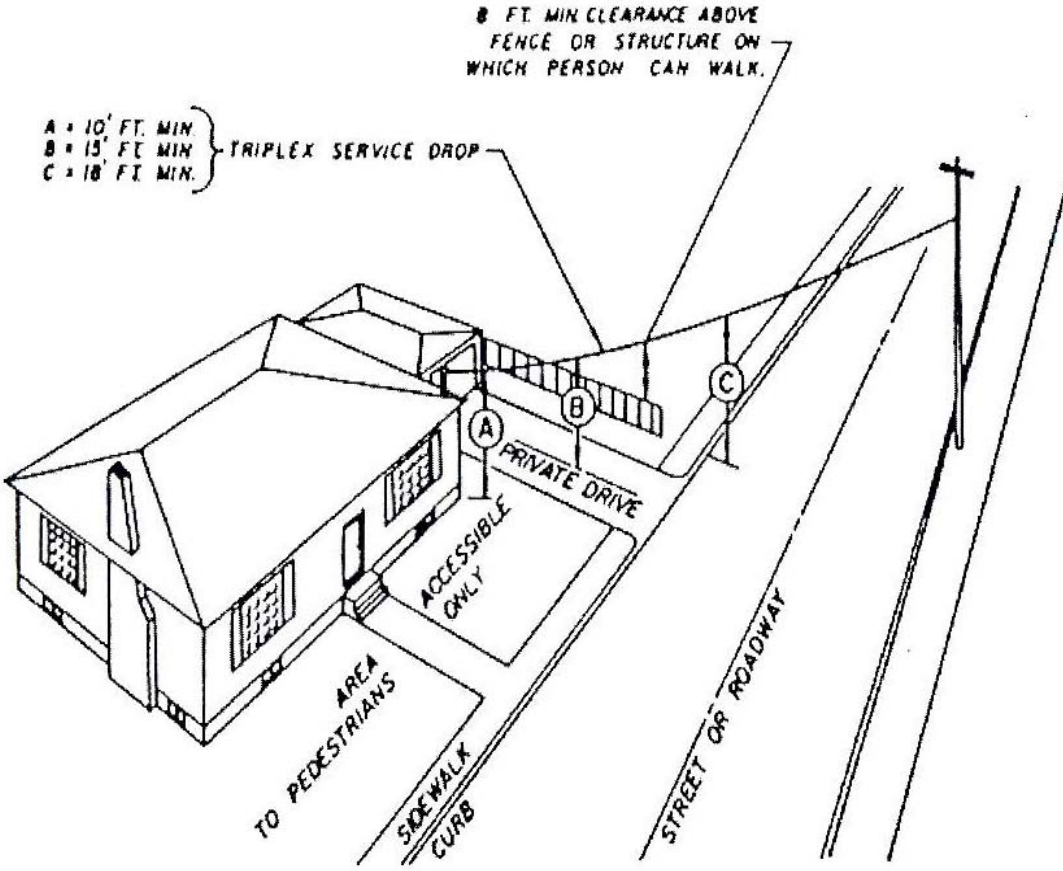 8 FT. MIN. CLEARANCE ABOVE
FENCE OR STRUCTURE ON
WHICH PERSON CAN WALK.
A = 10' FT. MIN.
B = 15' FT. MIN
C = 18' FT. MIN.
TRIPLEX SERVICE DROP
A
B
C
PRIVATE DRIVE
ACCESSIBLE
ONLY
AREA
TO PEDESTRIANS
SIDEWALK
CURB
STREET OR ROADWAY